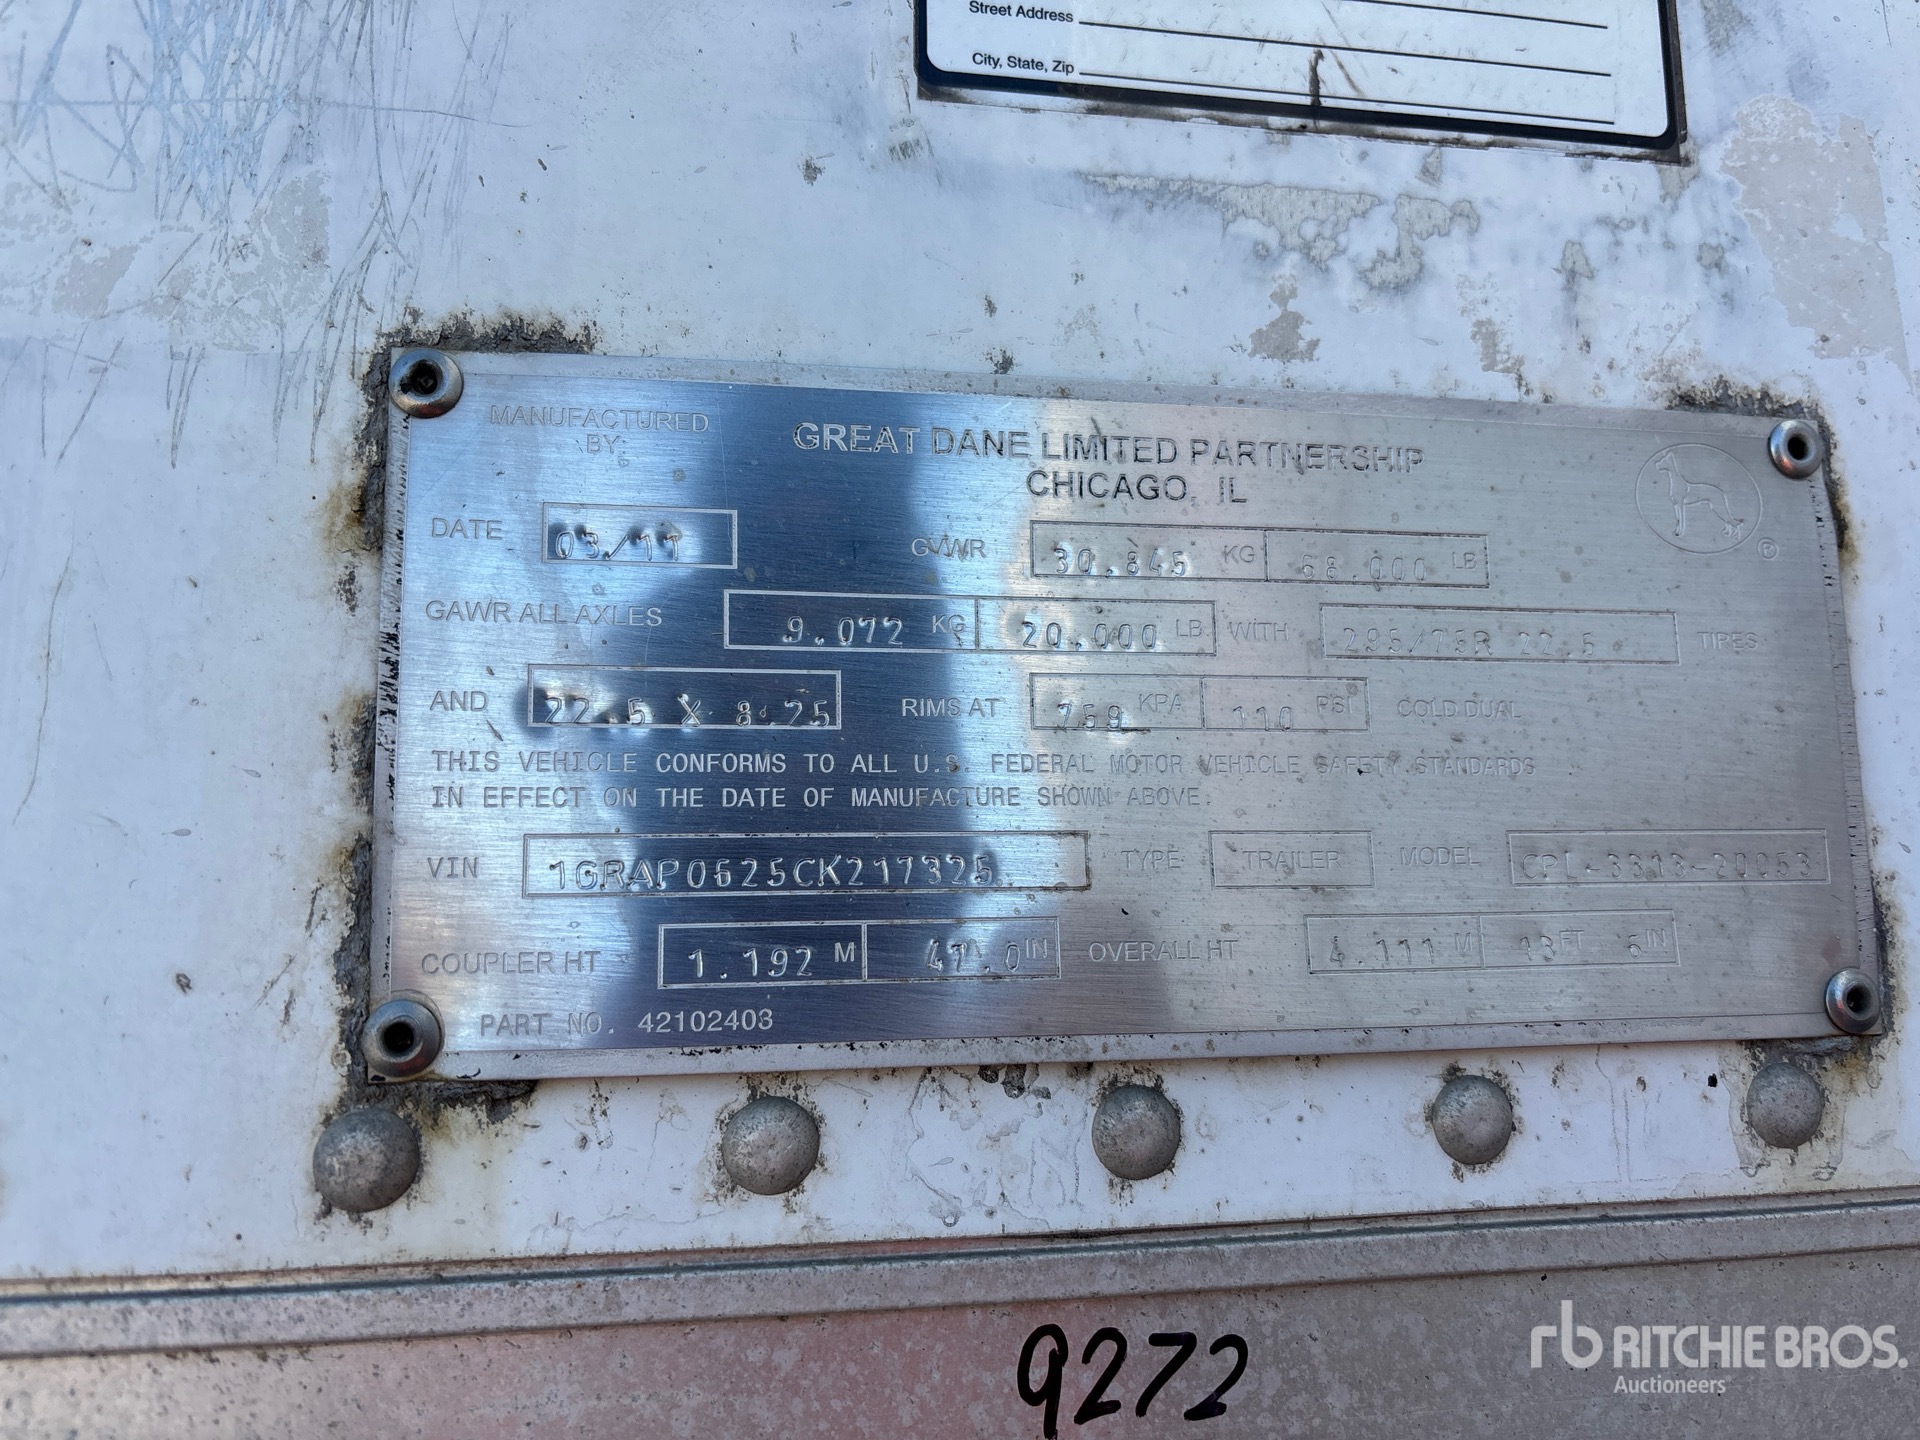 Street Address
City, State, Zip
MANUFACTURED BY: GREAT DANE LIMITED PARTNERSHIP
CHICAGO, IL
DATE 03/11 GVWR 30.845 KG 68.000 LB
GAWR ALL AXLES 9.072 KG 20.000 LB WITH 295/75R 22.5 TIRES
AND 22.5 X 8.25 RIMS AT 759 KPA 110 PSI COLD DUAL
THIS VEHICLE CONFORMS TO ALL U.S. FEDERAL MOTOR VEHICLE SAFETY STANDARDS
IN EFFECT ON THE DATE OF MANUFACTURE SHOWN ABOVE.
VIN 1GRAP0625CK217325 TYPE TRAILER MODEL CPL-3313-20053
COUPLER HT 1.192 M 47.0 IN OVERALL HT 4.111 M 13 FT 6 IN
PART NO. 42102403
®
9272
rb RITCHIE BROS.
Auctioneers